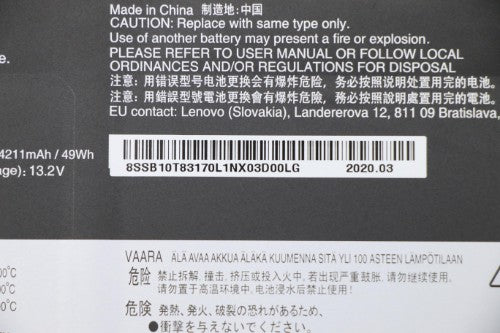 Made in China 制造地:中国
CAUTION: Replace with same type only.
Use of another battery may present a fire or explosion.
PLEASE REFER TO USER MANUAL OR FOLLOW LOCAL
ORDINANCES AND/OR REGULATIONS FOR DISPOSAL
注意: 用错误型号电池更换会有爆炸危险, 务必按照说明处置用完的电池。
注意: 用錯誤型號電池更換會有爆炸危險, 務必按照說明處置用完的電池。
EU contact: Lenovo (Slovakia), Landererova 12, 811 09 Bratislava,
4211mAh / 49Wh
ge): 13.2V
8SSB10T83170L1NX03D00LG 2020.03
VAARA ÄLÄ AVAA AKKUA ÄLÄKÄ KUUMENNA SITÄ YLI 100 ASTEEN LÄMPÖTILAAN
危险 禁止拆解, 撞击, 挤压或投入火中。若出现严重鼓胀, 请勿继续使用。
请勿置于高温环境中, 电池浸水后禁止使用!
危険 発熱、発火、破裂の恐れがあるため、
●衝撃を与えないでください。
00°C
00°C
0°C